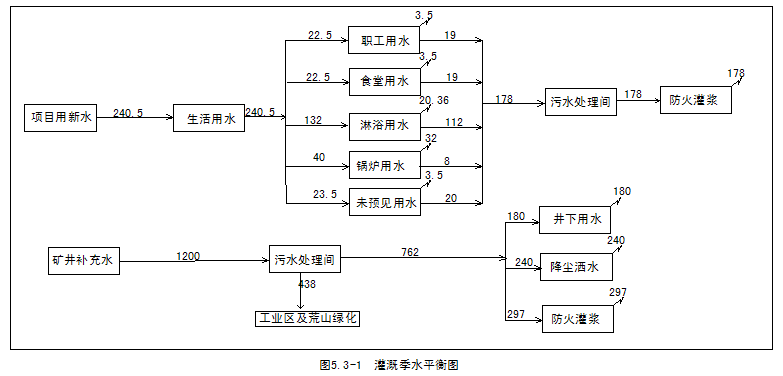 3.5
22.5 职工用水 19
3.5
22.5 食堂用水 19
项目用新水 240.5 生活用水 240.5
20.36
132 淋浴用水 112
178 污水处理间 178 防火灌浆 178
32
40 锅炉用水 8
3.5
23.5 未预见用水 20
矿井补充水 1200 污水处理间 762
438
工业区及荒山绿化
180 井下用水 180
240 降尘洒水 240
297 防火灌浆 297
图5.3-1 灌溉季水平衡图